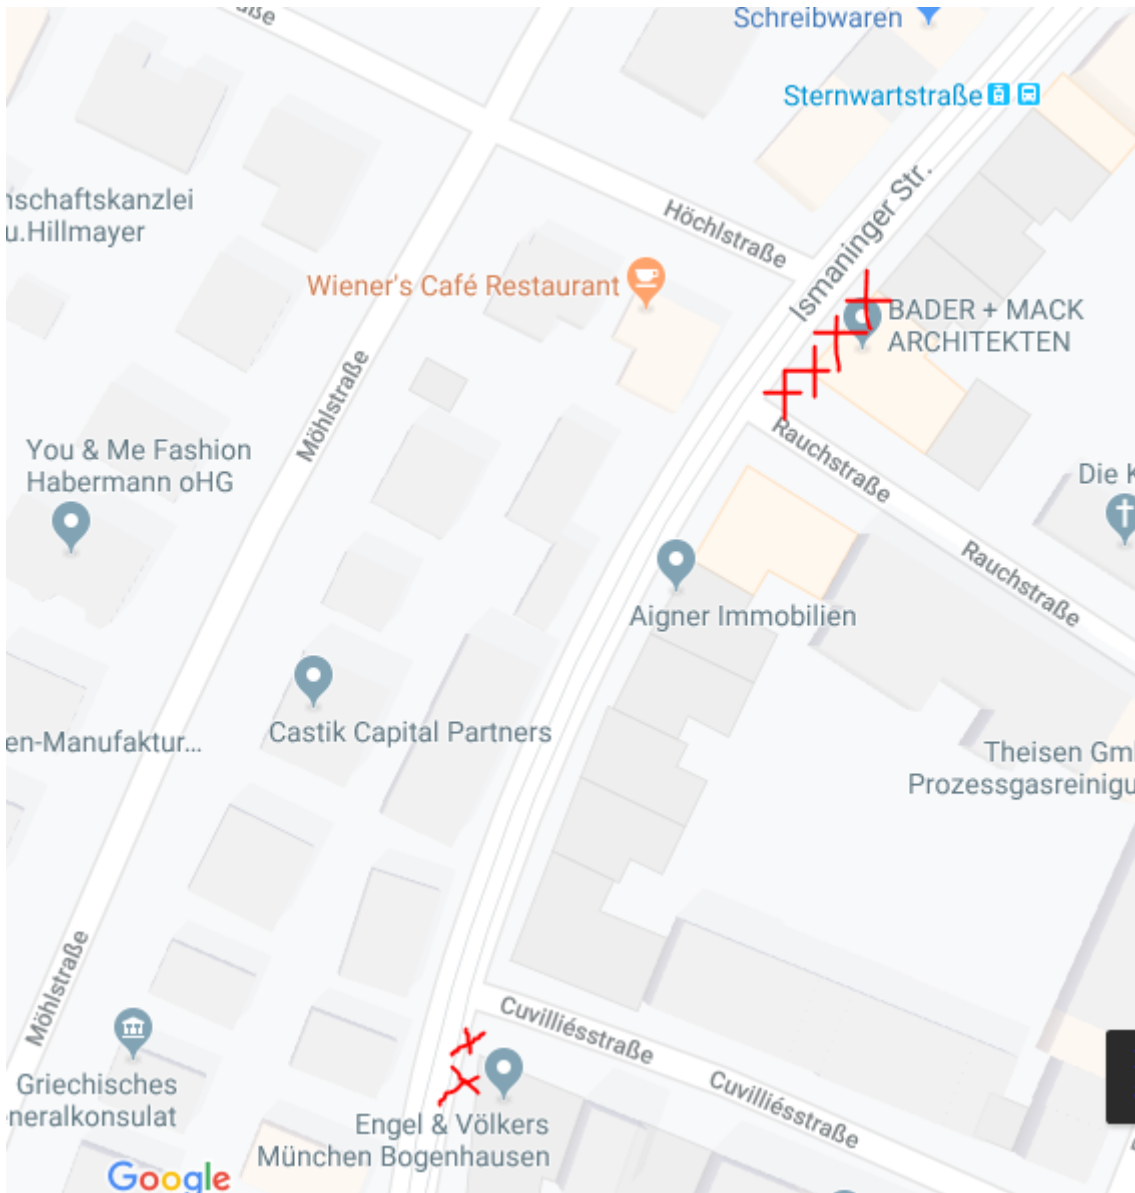 Schreibwaren
Sternwartstraße
nschaftskanzlei
u.Hillmayer
Höchlstraße
Ismaninger Str.
Wiener's Café Restaurant
BADER + MACK
ARCHITEKTEN
Möhlstraße
You & Me Fashion
Habermann oHG
Rauchstraße
Die K
Rauchstraße
Aigner Immobilien
Castik Capital Partners
en-Manufaktur...
Theisen Gm
Prozessgasreinigu
Möhlstraße
Cuvilliésstraße
Griechisches
neralkonsulat
Cuvilliésstraße
Engel & Völkers
München Bogenhausen
Google